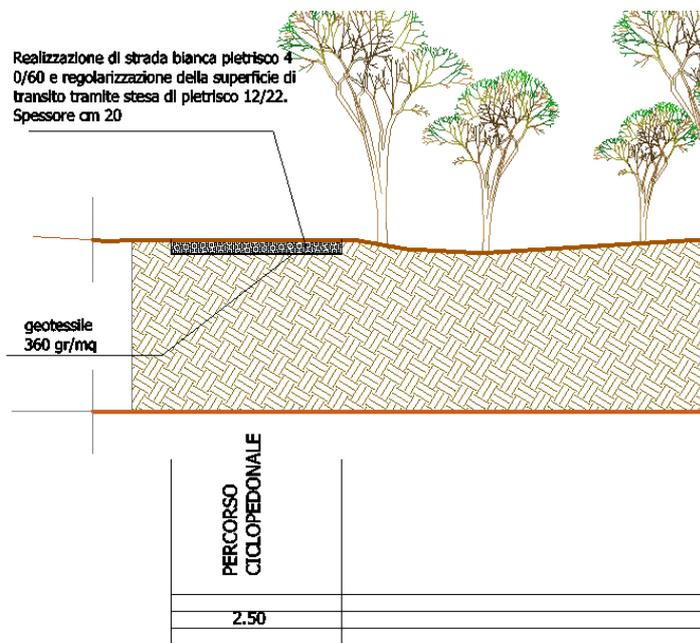 Realizzazione di strada bianca pietrisco 4
0/60 e regolarizzazione della superficie di
transito tramite stesa di pietrisco 12/22.
Spessore cm 20
geotessile
360 gr/mq
PERCORSO
CICLOPEDONALE
2.50